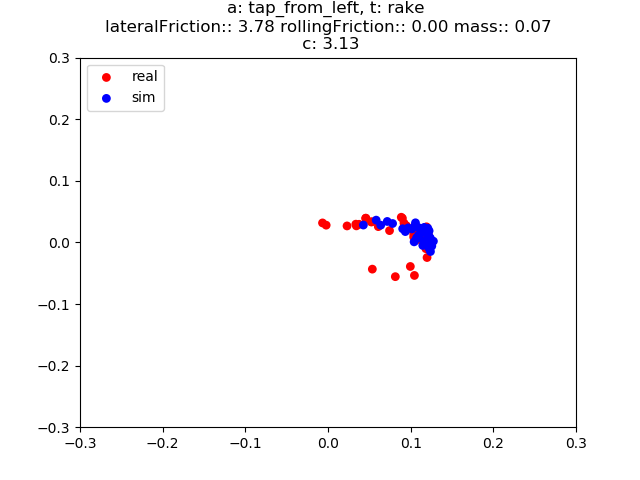 a: tap_from_left, t: rake
lateralFriction:: 3.78 rollingFriction:: 0.00 mass:: 0.07
c: 3.13
real
sim
0.3
0.2
0.1
0.0
−0.1
−0.2
−0.3
−0.3 −0.2 −0.1 0.0 0.1 0.2 0.3